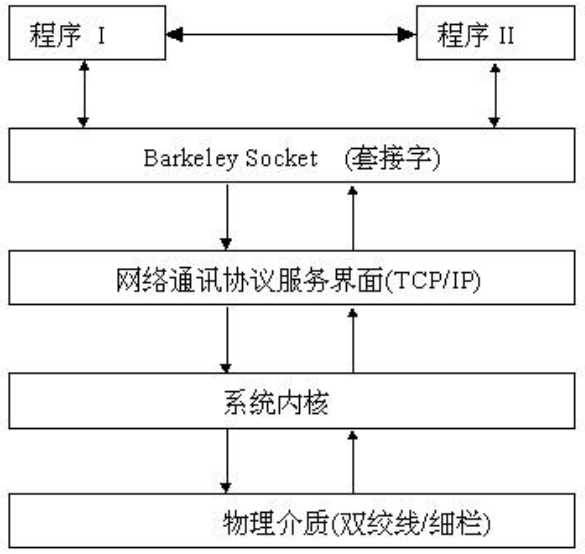 程序 I
程序 II
Barkeley Socket (套接字)
网络通讯协议服务界面(TCP/IP)
系统内核
物理介质(双绞线/细栏)